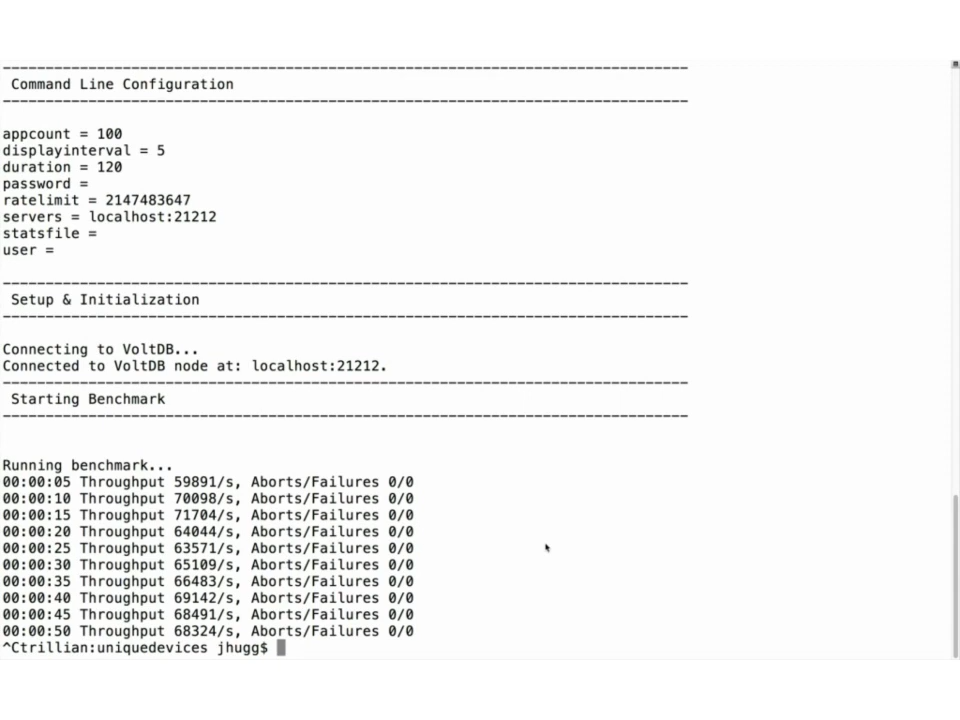 --------------------------------------------------------------------------------
Command Line Configuration
--------------------------------------------------------------------------------
appcount = 100
displayinterval = 5
duration = 120
password =
ratelimit = 2147483647
servers = localhost:21212
statsfile =
user =
--------------------------------------------------------------------------------
Setup & Initialization
--------------------------------------------------------------------------------
Connecting to VoltDB...
Connected to VoltDB node at: localhost:21212.
--------------------------------------------------------------------------------
Starting Benchmark
--------------------------------------------------------------------------------
Running benchmark...
00:00:05 Throughput 59891/s, Aborts/Failures 0/0
00:00:10 Throughput 70098/s, Aborts/Failures 0/0
00:00:15 Throughput 71704/s, Aborts/Failures 0/0
00:00:20 Throughput 64044/s, Aborts/Failures 0/0
00:00:25 Throughput 63571/s, Aborts/Failures 0/0
00:00:30 Throughput 65109/s, Aborts/Failures 0/0
00:00:35 Throughput 66483/s, Aborts/Failures 0/0
00:00:40 Throughput 69142/s, Aborts/Failures 0/0
00:00:45 Throughput 68491/s, Aborts/Failures 0/0
00:00:50 Throughput 68324/s, Aborts/Failures 0/0
^Ctrillian:uniquedevices jhugg$